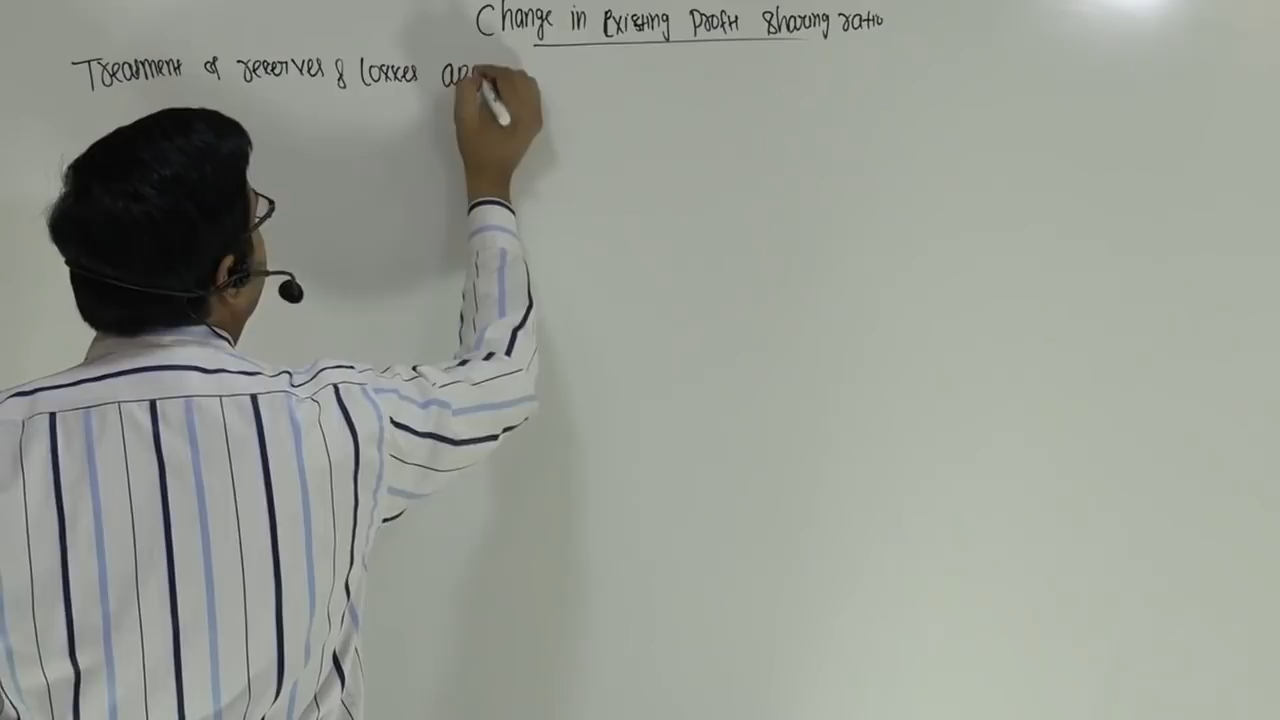 Change in Existing Profit Sharing ratio
Treatment of reserves & losses